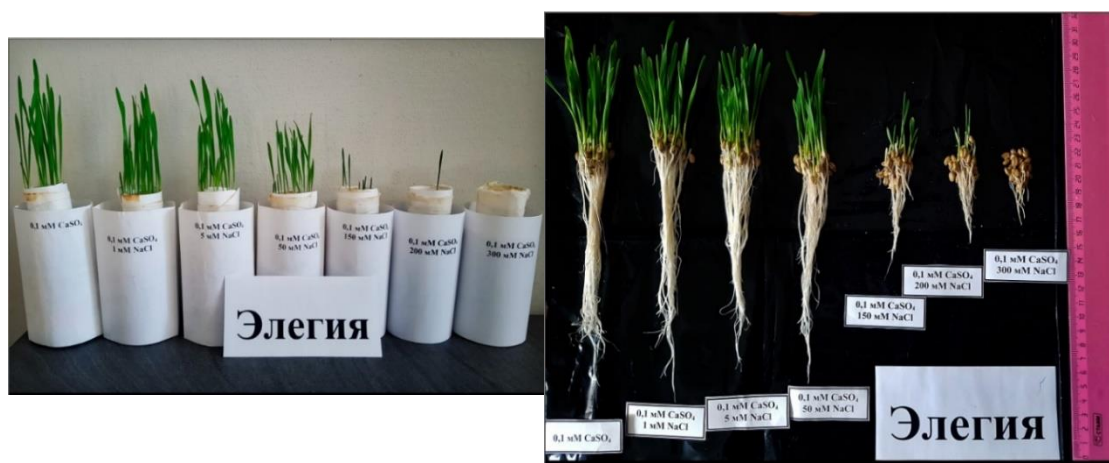 0,1 мМ CaSO₄
0,1 мМ CaSO₄
1 мМ NaCl
0,1 мМ CaSO₄
5 мМ NaCl
0,1 мМ CaSO₄
50 мМ NaCl
0,1 мМ CaSO₄
150 мМ NaCl
0,1 мМ CaSO₄
200 мМ NaCl
0,1 мМ CaSO₄
300 мМ NaCl
Элегия
0,1 мМ CaSO₄
0,1 мМ CaSO₄
1 мМ NaCl
0,1 мМ CaSO₄
5 мМ NaCl
0,1 мМ CaSO₄
50 мМ NaCl
0,1 мМ CaSO₄
150 мМ NaCl
0,1 мМ CaSO₄
200 мМ NaCl
0,1 мМ CaSO₄
300 мМ NaCl
Элегия